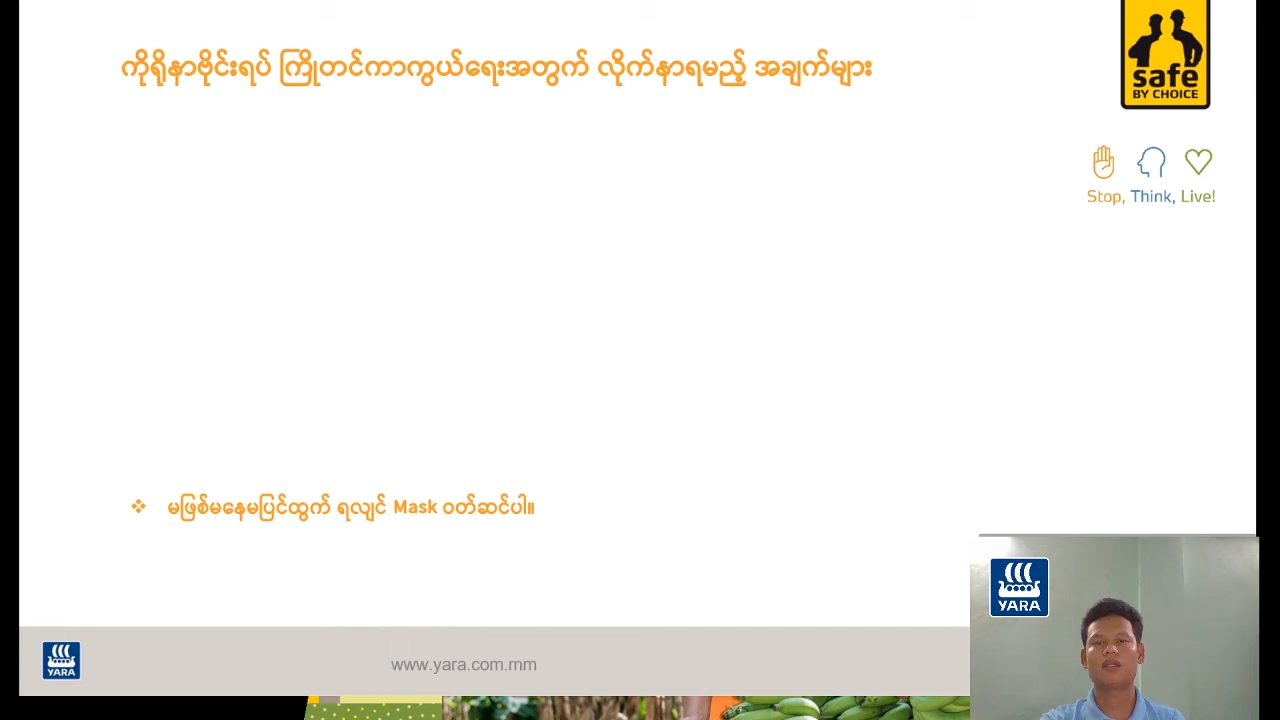 ကိုရိုနာဗိုင်းရပ် ကြိုတင်ကာကွယ်ရေးအတွက် လိုက်နာရမည့် အချက်များ
safe
BY CHOICE
Stop, Think, Live!
❖ မဖြစ်မနေမပြင်ထွက် ရလျင် Mask ဝတ်ဆင်ပါ။
YARA
www.yara.com.mm
YARA